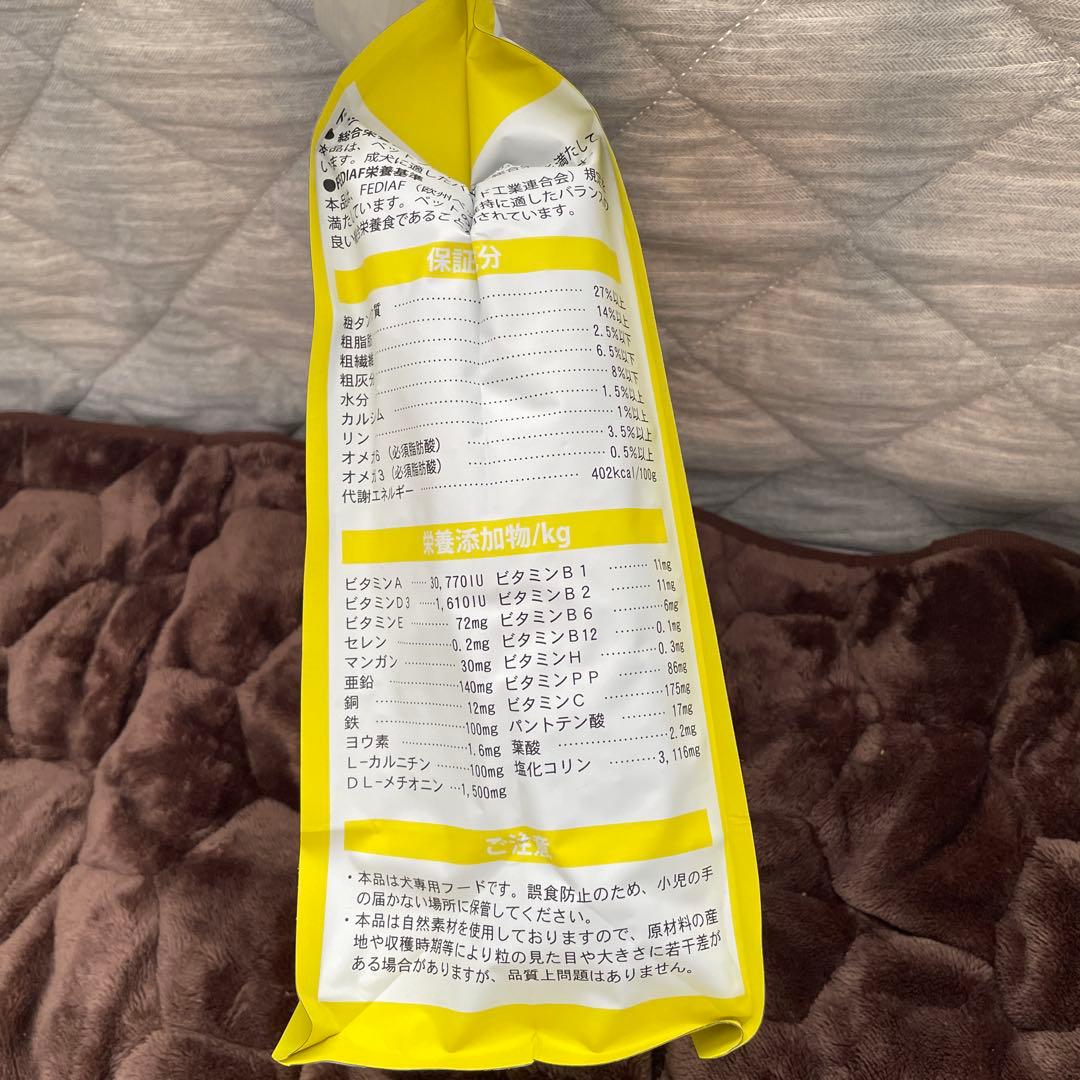 ●総合栄養
本品は、ペット 総合 満たして
います。成犬に適したバ
●FEDIAF栄養基準
本品 FEDIAF（欧州ペ ド工業連合会）規
満たしています。ペット 維持に適したバランスの
良い 栄養食であるこ されています。
保証 分
粗タン 質 27%以上
粗脂肪 14%以上
粗繊維 2.5%以下
粗灰分 6.5%以下
水分 8%以下
カルシウム 1.5%以上
リン 1%以上
オメガ6（必須脂肪酸） 3.5%以上
オメガ3（必須脂肪酸） 0.5%以上
代謝エネルギー 402kcal/100g
栄養添加物/kg
ビタミンA 30,770IU ビタミンB1 11mg
ビタミンD3 1,610IU ビタミンB2 11mg
ビタミンE 72mg ビタミンB6 6mg
セレン 0.2mg ビタミンB12 0.1mg
マンガン 30mg ビタミンH 0.3mg
亜鉛 140mg ビタミンPP 86mg
銅 12mg ビタミンC 175mg
鉄 100mg パントテン酸 17mg
ヨウ素 1.6mg 葉酸 2.2mg
L-カルニチン 100mg 塩化コリン 3,116mg
DL-メチオニン 1,500mg
ご注意
・本品は犬専用フードです。誤食防止のため、小児の手
の届かない場所に保管してください。
・本品は自然素材を使用しておりますので、原材料の産
地や収穫時期等により粒の見た目や大きさに若干差が
ある場合がありますが、品質上問題はありません。